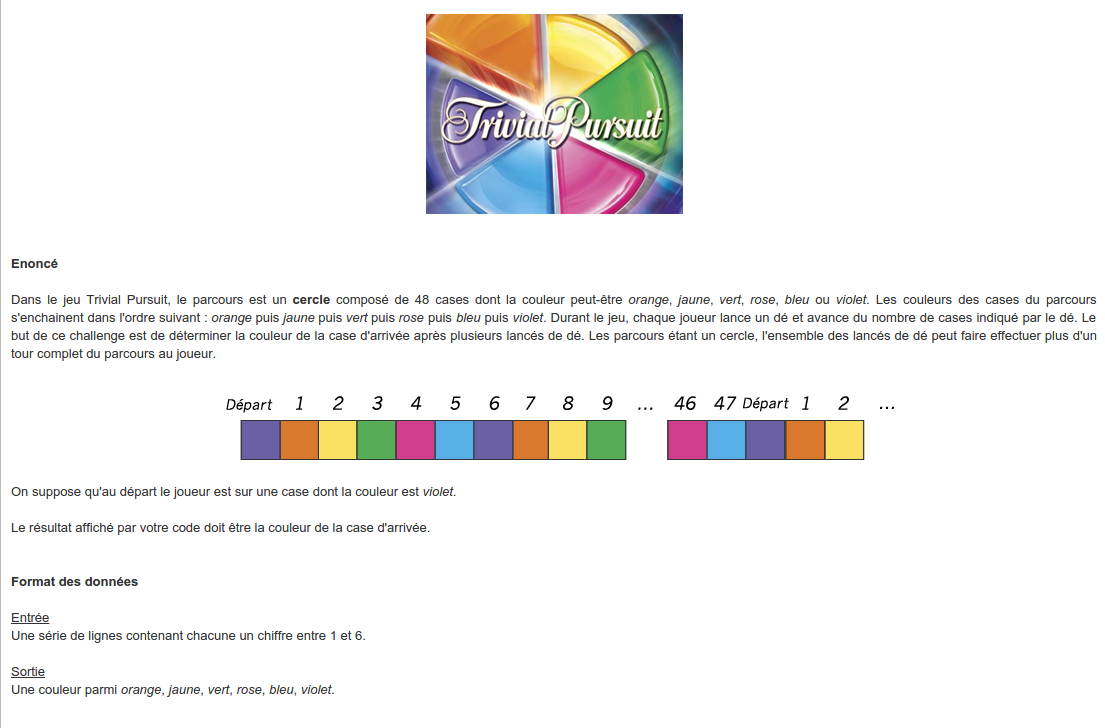 Trivial Pursuit
Enoncé
Dans le jeu Trivial Pursuit, le parcours est un cercle composé de 48 cases dont la couleur peut-être orange, jaune, vert, rose, bleu ou violet. Les couleurs des cases du parcours
s'enchainent dans l'ordre suivant : orange puis jaune puis vert puis rose puis bleu puis violet. Durant le jeu, chaque joueur lance un dé et avance du nombre de cases indiqué par le dé. Le
but de ce challenge est de déterminer la couleur de la case d'arrivée après plusieurs lancés de dé. Les parcours étant un cercle, l'ensemble des lancés de dé peut faire effectuer plus d'un
tour complet du parcours au joueur.
Départ 1 2 3 4 5 6 7 8 9 ... 46 47 Départ 1 2 ...
On suppose qu'au départ le joueur est sur une case dont la couleur est violet.
Le résultat affiché par votre code doit être la couleur de la case d'arrivée.
Format des données
Entrée
Une série de lignes contenant chacune un chiffre entre 1 et 6.
Sortie
Une couleur parmi orange, jaune, vert, rose, bleu, violet.